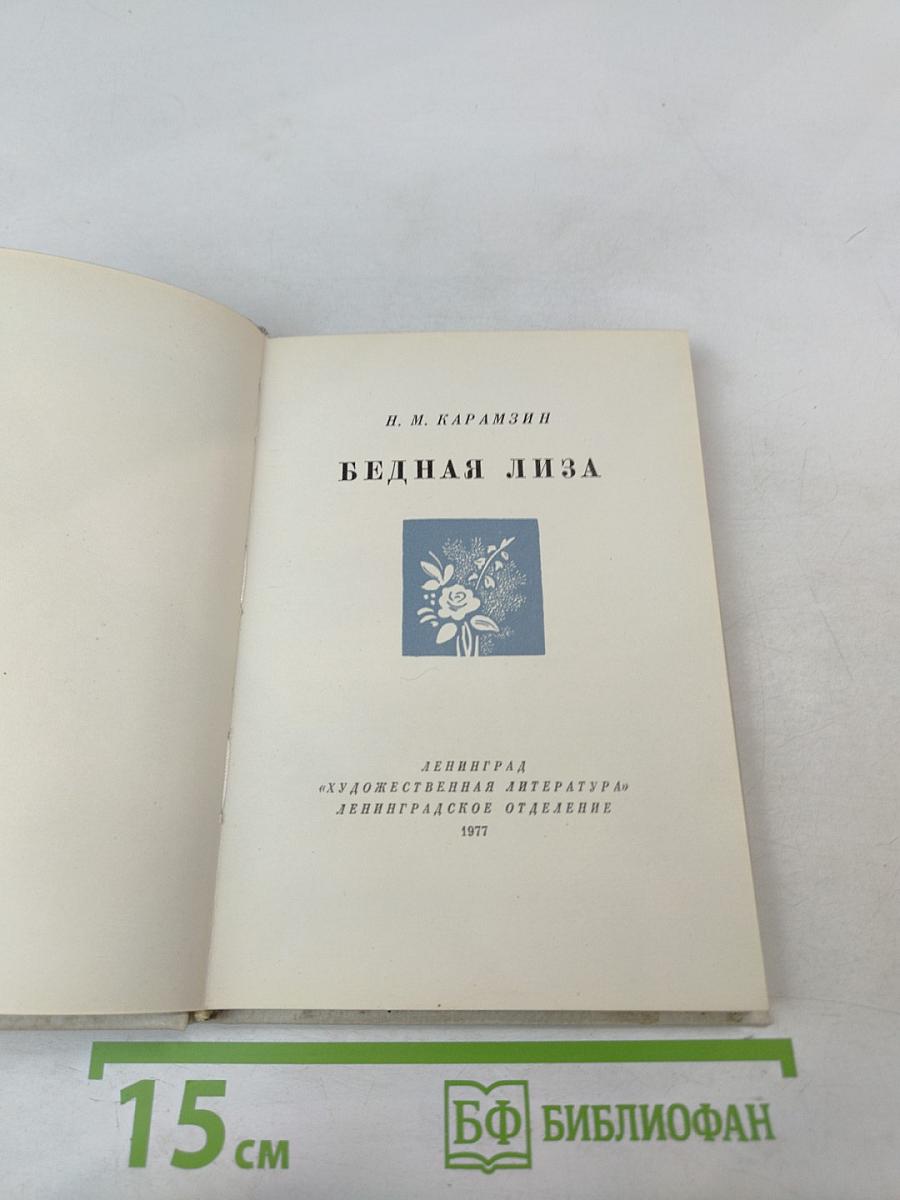 Н. М. КАРАМЗИН
БЕДНАЯ ЛИЗА
ЛЕНИНГРАД
«ХУДОЖЕСТВЕННАЯ ЛИТЕРАТУРА»
ЛЕНИНГРАДСКОЕ ОТДЕЛЕНИЕ
1977
15 см
БФ БИБЛИОФАН